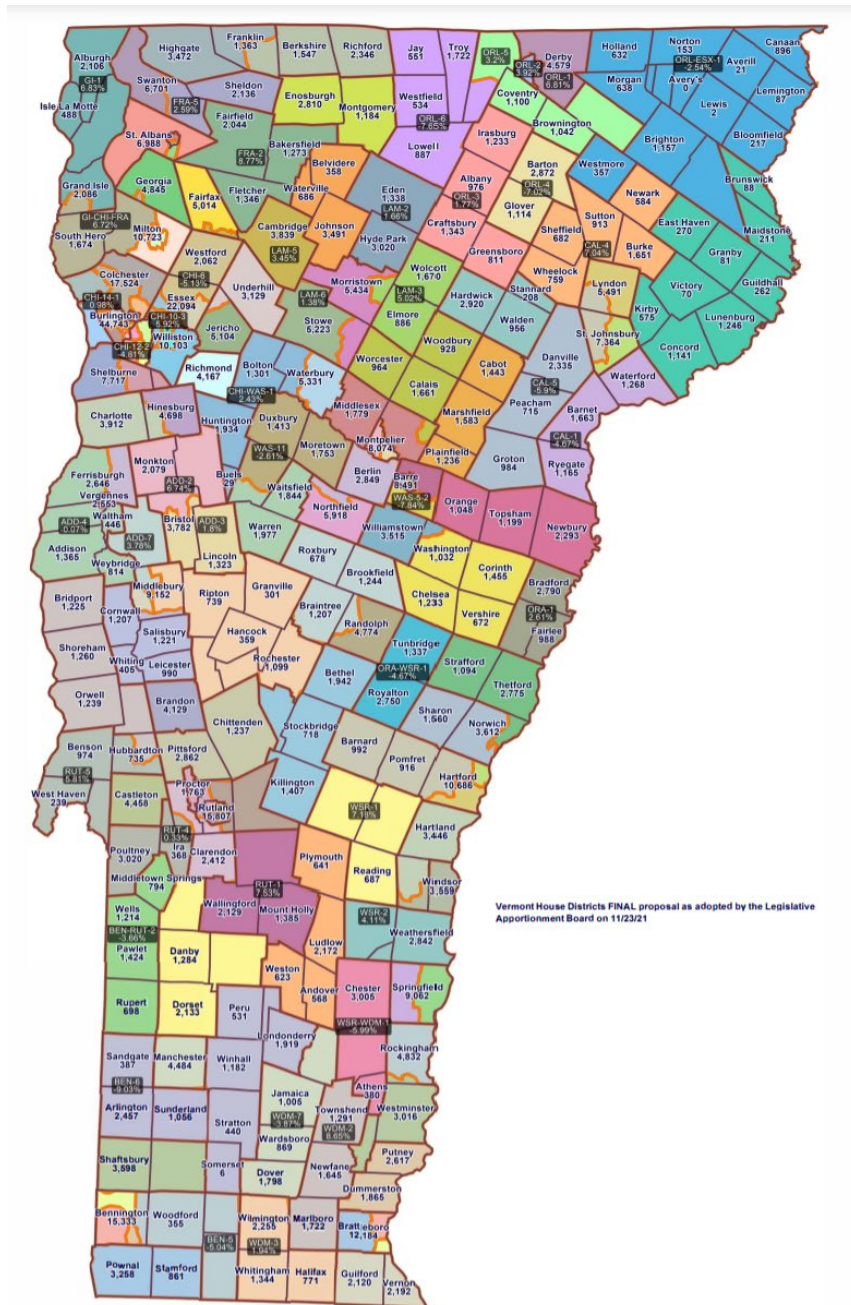 Franklin
1,363
Highgate
3,472
Berkshire
1,547
Richford
2,346
Jay
551
Troy
1,722
ORL-5
3.2%
ORL-2
3.92%
Derby
4,579
ORL-1
6.81%
Holland
632
Norton
153
ORL-ESX-1
-2.54%
Canaan
896
Alburgh
2,106
GI-1
6.83%
Swanton
6,701
Sheldon
2,136
Morgan
638
Avery's
0
Averill
21
Lemington
87
Isle La Motte
488
FRA-5
2.59%
Enosburgh
2,810
Montgomery
1,184
Westfield
534
ORL-6
-7.65%
Coventry
1,100
Brownington
1,042
Lewis
2
Bloomfield
217
Fairfield
2,044
St. Albans
6,988
FRA-2
8.77%
Bakersfield
1,273
Lowell
887
Irasburg
1,233
Brighton
1,157
Belvidere
358
Barton
2,872
Westmore
357
Georgia
4,845
Fairfax
5,014
Fletcher
1,346
Waterville
686
Eden
1,338
LAM-2
1.66%
Albany
976
ORL-3
1.77%
ORL-4
-7.02%
Glover
1,114
Newark
584
Brunswick
88
Grand Isle
2,086
GI-CHI-FRA
6.72%
Milton
10,723
South Hero
1,674
Cambridge
3,839
LAM-5
3.45%
Johnson
3,491
Hyde Park
3,020
Craftsbury
1,343
Sheffield
682
Sutton
913
CAL-4
7.04%
Burke
1,651
East Haven
270
Maidstone
211
Westford
2,062
Greensboro
811
Granby
81
Guildhall
262
Colchester
17,524
CHI-6
-5.13%
Underhill
3,129
Morristown
5,434
LAM-6
1.38%
Wolcott
1,670
LAM-3
5.02%
Wheelock
759
Stannard
208
Lyndon
5,491
Victory
70
Essex
22,094
CHI-14-1
0.98%
Burlington
44,743
CHI-10-3
5.92%
Williston
10,103
Jericho
5,104
Stowe
5,223
Elmore
886
Hardwick
2,920
Walden
956
Kirby
575
Lunenburg
1,246
CHI-12-2
-4.81%
Woodbury
928
St. Johnsbury
7,364
Concord
1,141
Shelburne
7,717
Richmond
4,167
Bolton
1,301
Waterbury
5,331
Worcester
964
Calais
1,661
Cabot
1,443
Danville
2,335
CAL-5
-5.9%
Waterford
1,268
CHI-WAS-1
2.43%
Peacham
715
Barnet
1,663
Charlotte
3,912
Hinesburg
4,698
Huntington
1,934
Duxbury
1,413
Middlesex
1,779
Marshfield
1,583
CAL-1
-4.67%
WAS-11
-2.61%
Moretown
1,753
Montpelier
8,074
Plainfield
1,236
Groton
984
Ryegate
1,165
Monkton
2,079
ADD-2
6.74%
Buels
29
Berlin
2,849
Barre
8,491
WAS-5-2
-7.84%
Ferrisburgh
2,646
Vergennes
2,553
Waitsfield
1,844
Northfield
5,918
Orange
1,048
Topsham
1,199
Newbury
2,293
Waltham
446
ADD-4
0.07%
ADD-7
3.78%
Bristol
3,782
ADD-3
1.8%
Warren
1,977
Williamstown
3,515
Washington
1,032
Addison
1,365
Lincoln
1,323
Roxbury
678
Corinth
1,455
Bradford
2,790
Weybridge
814
Brookfield
1,244
Chelsea
1,233
Bridport
1,225
Middlebury
9,152
Ripton
739
Granville
301
Vershire
672
ORA-1
2.61%
Cornwall
1,207
Braintree
1,207
Randolph
4,774
Fairlee
988
Salisbury
1,221
Hancock
359
Tunbridge
1,337
Shoreham
1,260
Whiting
405
Leicester
990
Rochester
1,099
ORA-WSR-1
-4.67%
Strafford
1,094
Thetford
2,775
Bethel
1,942
Royalton
2,750
Orwell
1,239
Brandon
4,129
Chittenden
1,237
Sharon
1,560
Norwich
3,612
Stockbridge
718
Barnard
992
Benson
974
Hubbardton
735
Pittsford
2,862
Pomfret
916
RUT-5
5.81%
Hartford
10,686
West Haven
239
Castleton
4,458
Proctor
1,763
Killington
1,407
Rutland
15,807
WSR-1
7.18%
Hartland
3,446
RUT-4
0.33%
Poultney
3,020
Ira
368
Clarendon
2,412
Plymouth
641
Reading
687
Windsor
3,559
Middletown Springs
794
RUT-1
7.53%
Wells
1,214
Wallingford
2,129
Mount Holly
1,385
Vermont House Districts FINAL proposal as adopted by the Legislative
Apportionment Board on 11/23/21
BEN-RUT-2
-3.66%
WSR-2
4.11%
Weathersfield
2,842
Pawlet
1,424
Danby
1,284
Ludlow
2,172
Weston
623
Andover
568
Chester
3,005
Springfield
9,062
Rupert
698
Dorset
2,133
Peru
531
WSR-WDM-1
-5.99%
Londonderry
1,919
Rockingham
4,832
Sandgate
387
Manchester
4,484
Winhall
1,182
BEN-6
-9.03%
Athens
380
Jamaica
1,005
Arlington
2,457
Sunderland
1,056
Stratton
440
WDM-7
-3.87%
Townshend
1,291
WDM-2
8.65%
Westminster
3,016
Wardsboro
869
Shaftsbury
3,598
Somerset
6
Dover
1,798
Newfane
1,645
Putney
2,617
Dummerston
1,865
Bennington
15,333
Woodford
355
Wilmington
2,255
Marlboro
1,722
Brattleboro
12,184
BEN-5
-5.04%
WDM-3
1.94%
Pownal
3,258
Stamford
861
Whitingham
1,344
Halifax
771
Guilford
2,120
Vernon
2,192